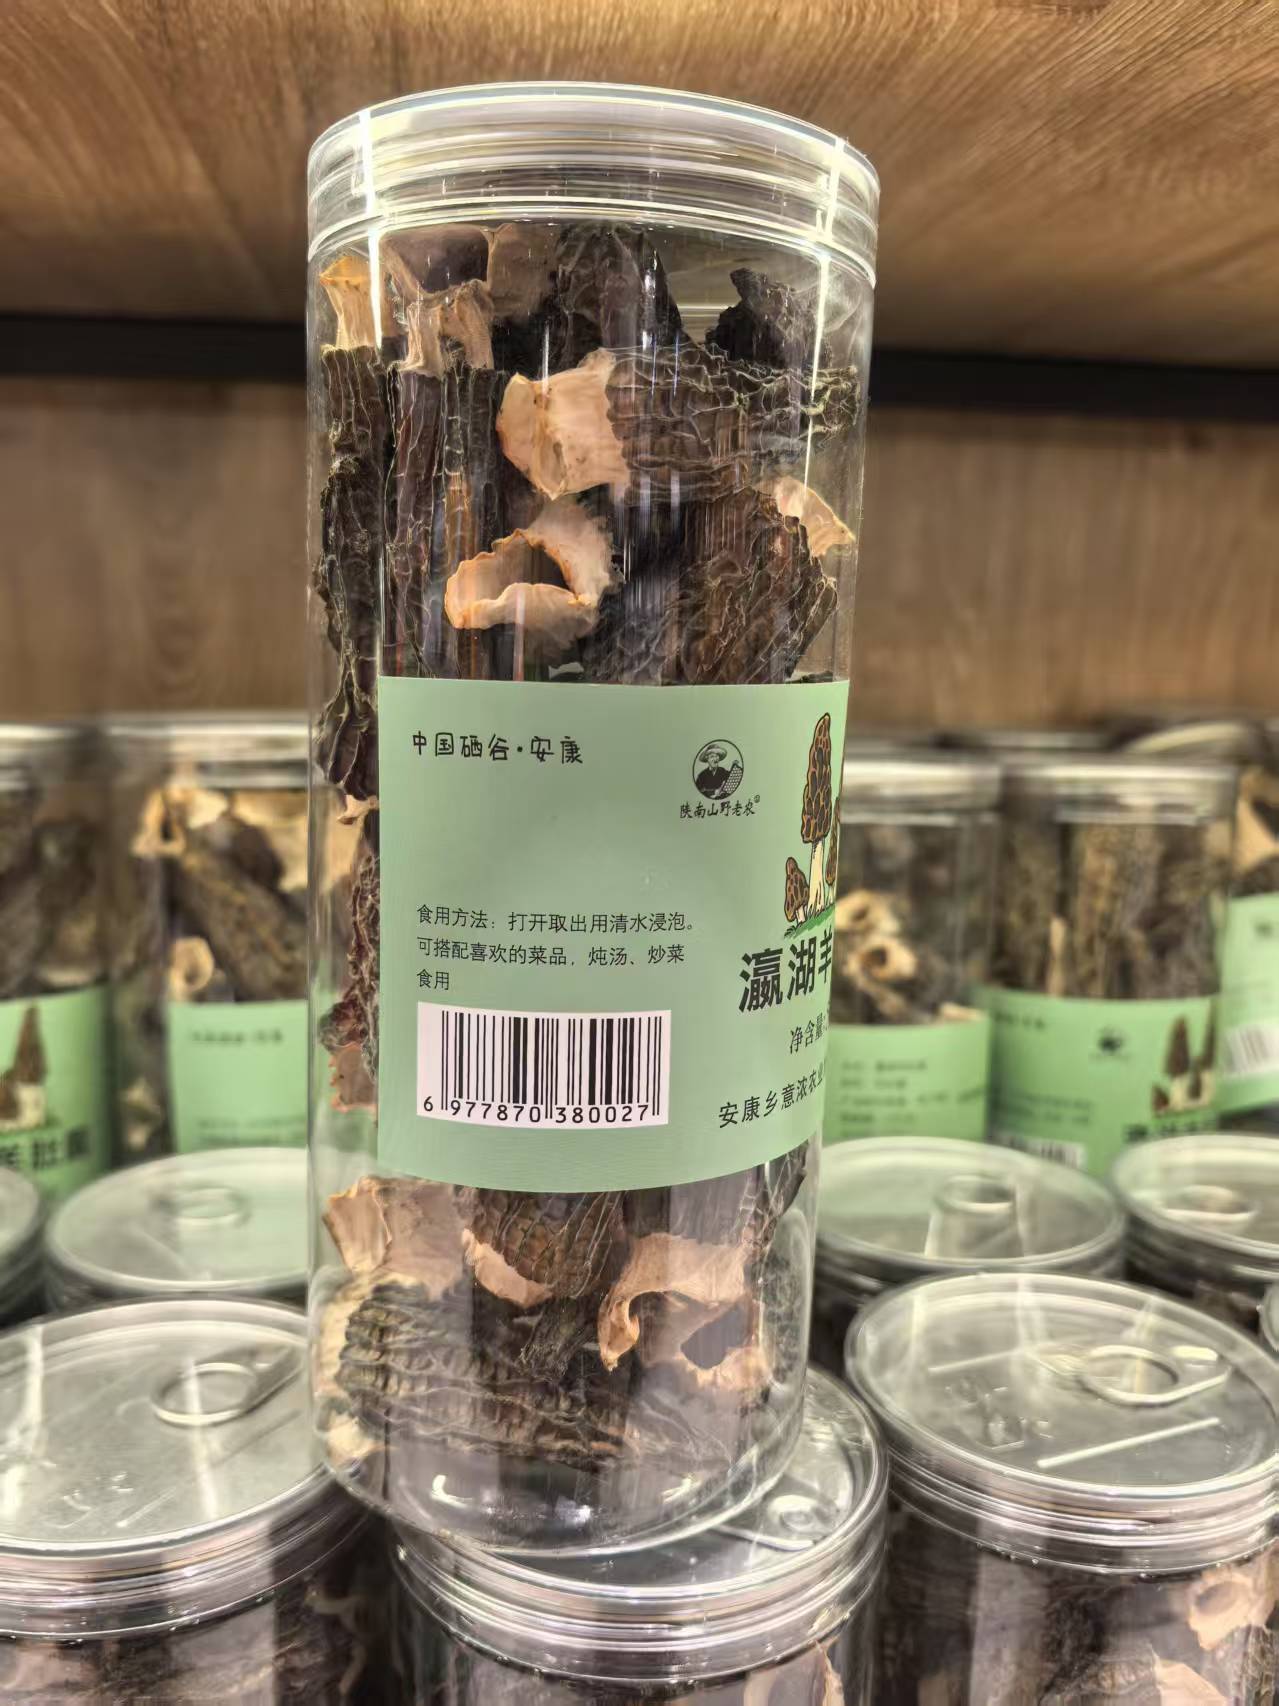 中国硒谷·安康
陕南山野老农
食用方法：打开取出用清水浸泡。
可搭配喜欢的菜品，炖汤、炒菜
食用
瀛湖羊
净含量:
安康乡意浓农业
6 977870 380027